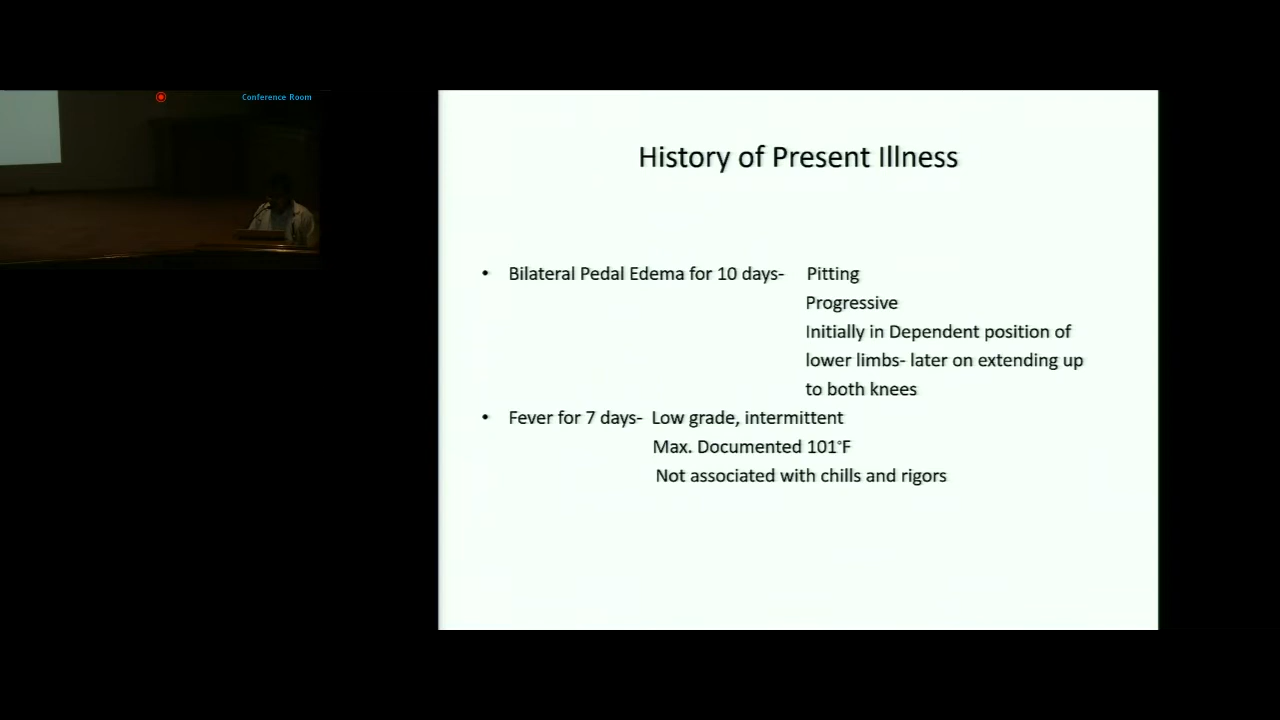 Conference Room
History of Present Illness
• Bilateral Pedal Edema for 10 days- Pitting
Progressive
Initially in Dependent position of
lower limbs- later on extending up
to both knees
• Fever for 7 days- Low grade, intermittent
Max. Documented 101°F
Not associated with chills and rigors